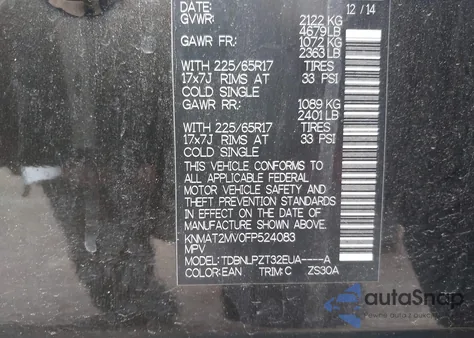 DATE: 12/14
GVWR: 2122 KG
4679 LB
GAWR FR: 1072 KG
2363 LB
WITH 225/65R17 TIRES
17x7J RIMS AT 33 PSI
COLD SINGLE
GAWR RR: 1089 KG
2401 LB
WITH 225/65R17 TIRES
17x7J RIMS AT 33 PSI
COLD SINGLE
THIS VEHICLE CONFORMS TO
ALL APPLICABLE FEDERAL
MOTOR VEHICLE SAFETY AND
THEFT PREVENTION STANDARDS
IN EFFECT ON THE DATE OF
MANUFACTURE SHOWN ABOVE.
KNMAT2MV0FP524083
MPV
MODEL: TDBNLPZT32EUA----A
COLOR: EAN TRIM: C ZS30A
autoSnap